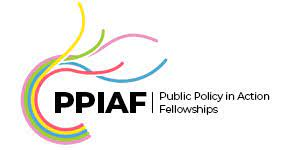 PPIAF
Public Policy in Action
Fellowships